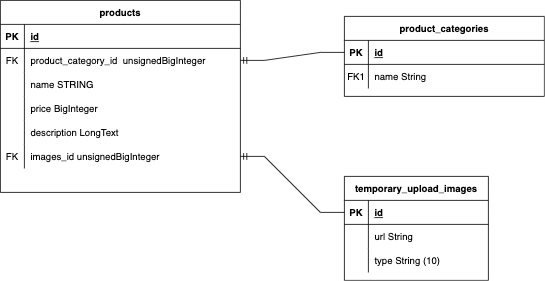 products
PK id
FK product_category_id unsignedBigInteger
name STRING
price BigInteger
description LongText
FK images_id unsignedBigInteger
product_categories
PK id
FK1 name String
temporary_upload_images
PK id
url String
type String (10)